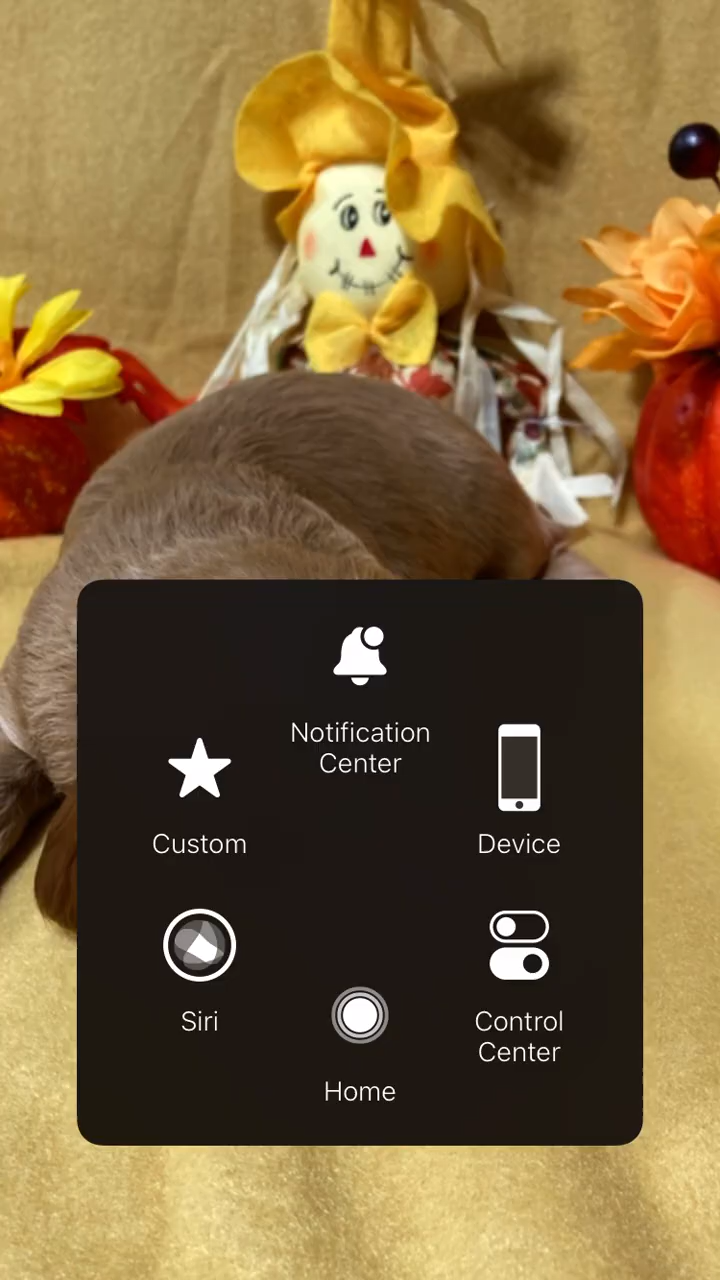 Notification
Center
Custom
Device
Siri
Control
Center
Home